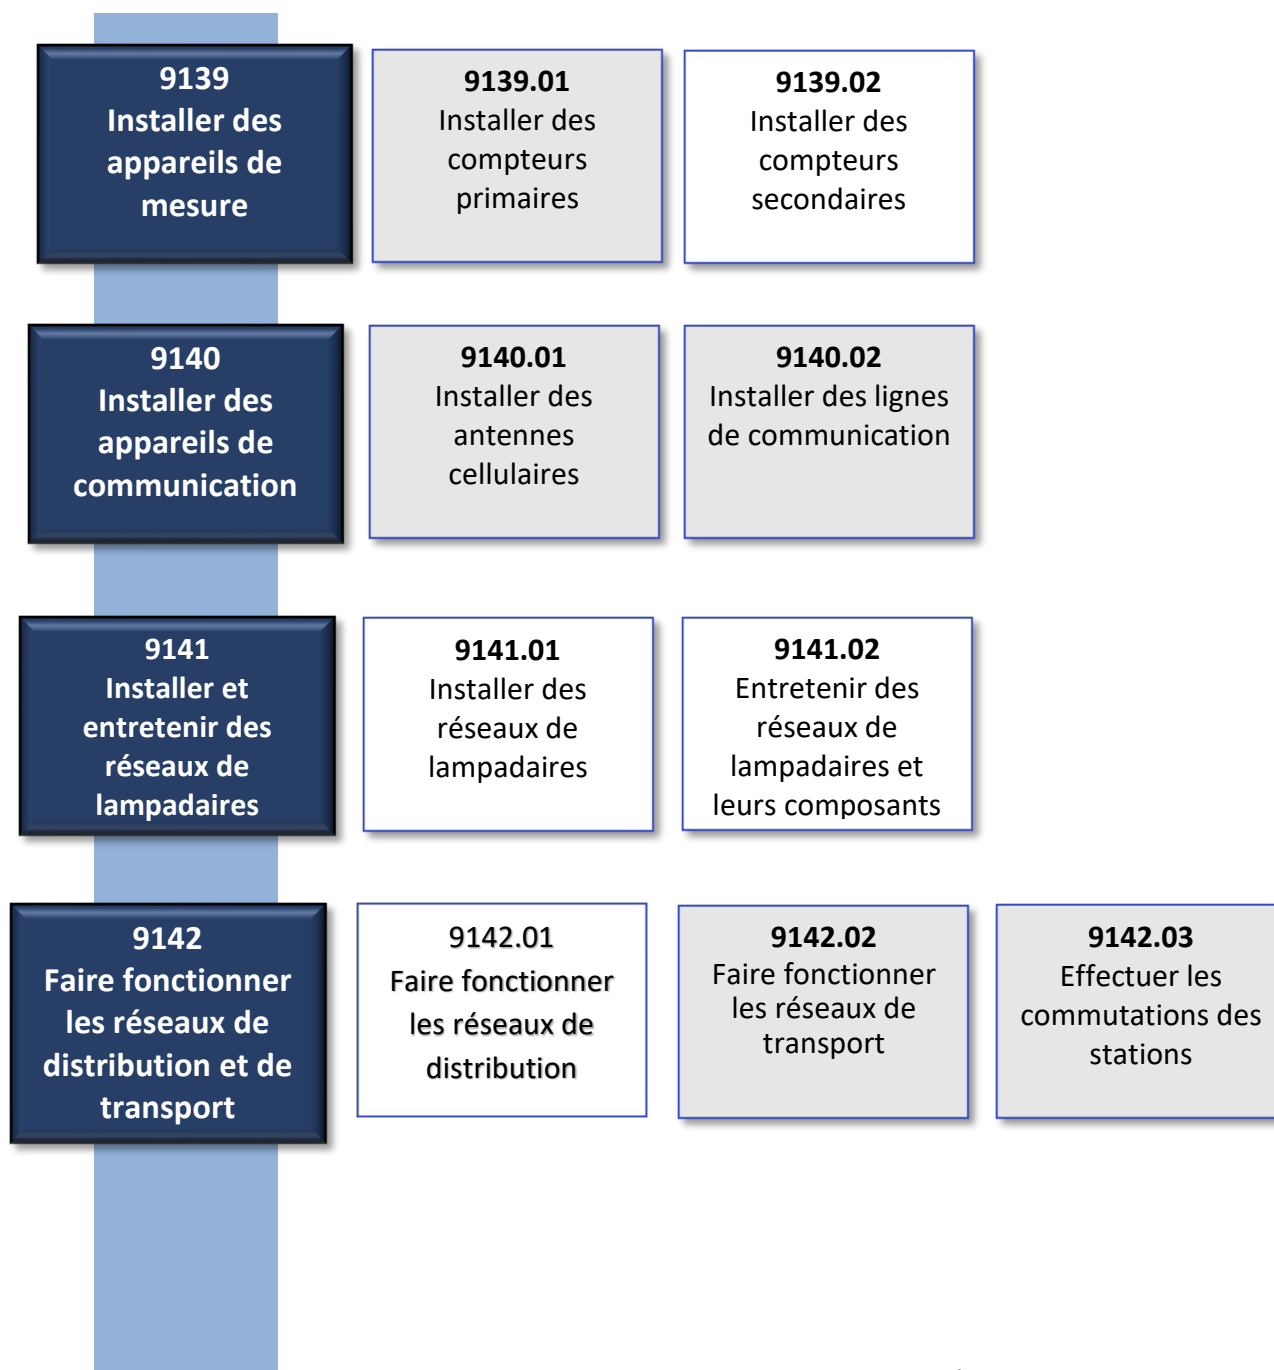 9139
Installer des
appareils de
mesure
9139.01
Installer des
compteurs
primaires
9139.02
Installer des
compteurs
secondaires
9140
Installer des
appareils de
communication
9140.01
Installer des
antennes
cellulaires
9140.02
Installer des lignes
de communication
9141
Installer et
entretenir des
réseaux de
lampadaires
9141.01
Installer des
réseaux de
lampadaires
9141.02
Entretenir des
réseaux de
lampadaires et
leurs composants
9142
Faire fonctionner
les réseaux de
distribution et de
transport
9142.01
Faire fonctionner
les réseaux de
distribution
9142.02
Faire fonctionner
les réseaux de
transport
9142.03
Effectuer les
commutations des
stations